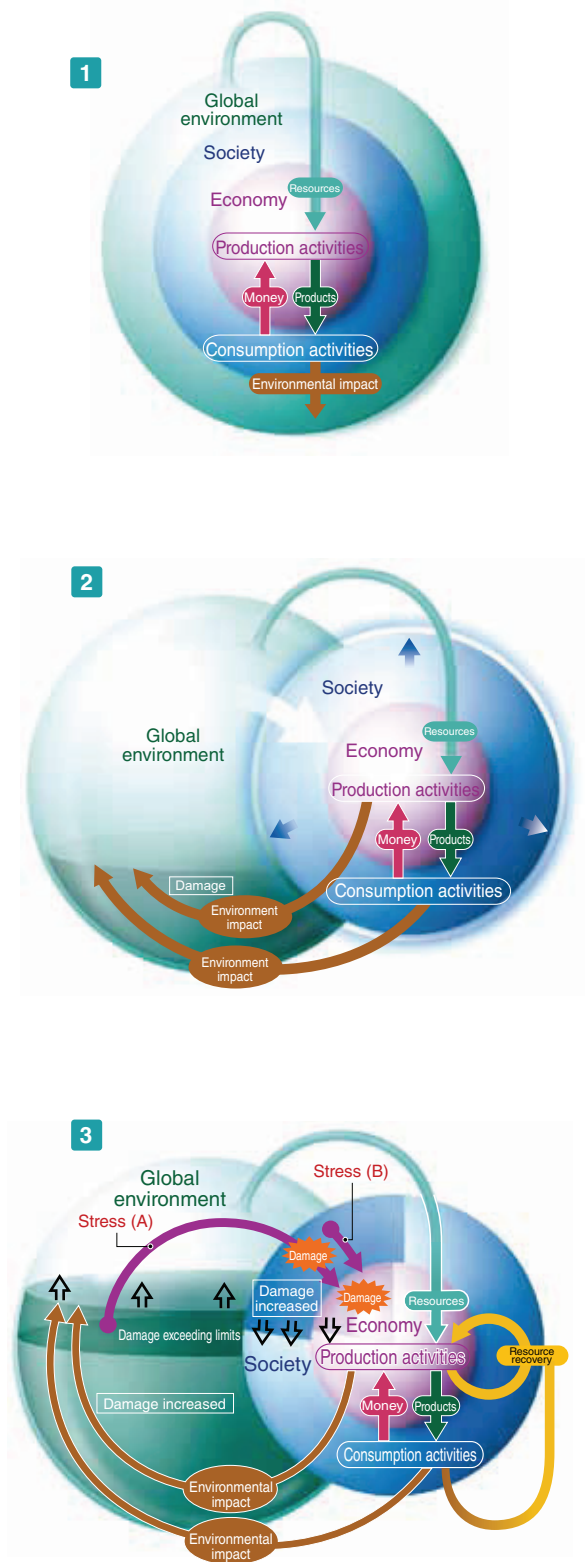 1
Global
environment
Society
Economy
Resources
Production activities
Money
Products
Consumption activities
Environmental impact
2
Society
Global
environment
Resources
Economy
Production activities
Money
Products
Damage
Consumption activities
Environment
impact
Environment
impact
3
Global
environment
Stress (B)
Stress (A)
Damage
Damage
Damage
increased
Resources
Economy
Damage exceeding limits
Society
Production activities
Resource
recovery
Damage increased
Money
Products
Consumption activities
Environmental
impact
Environmental
impact